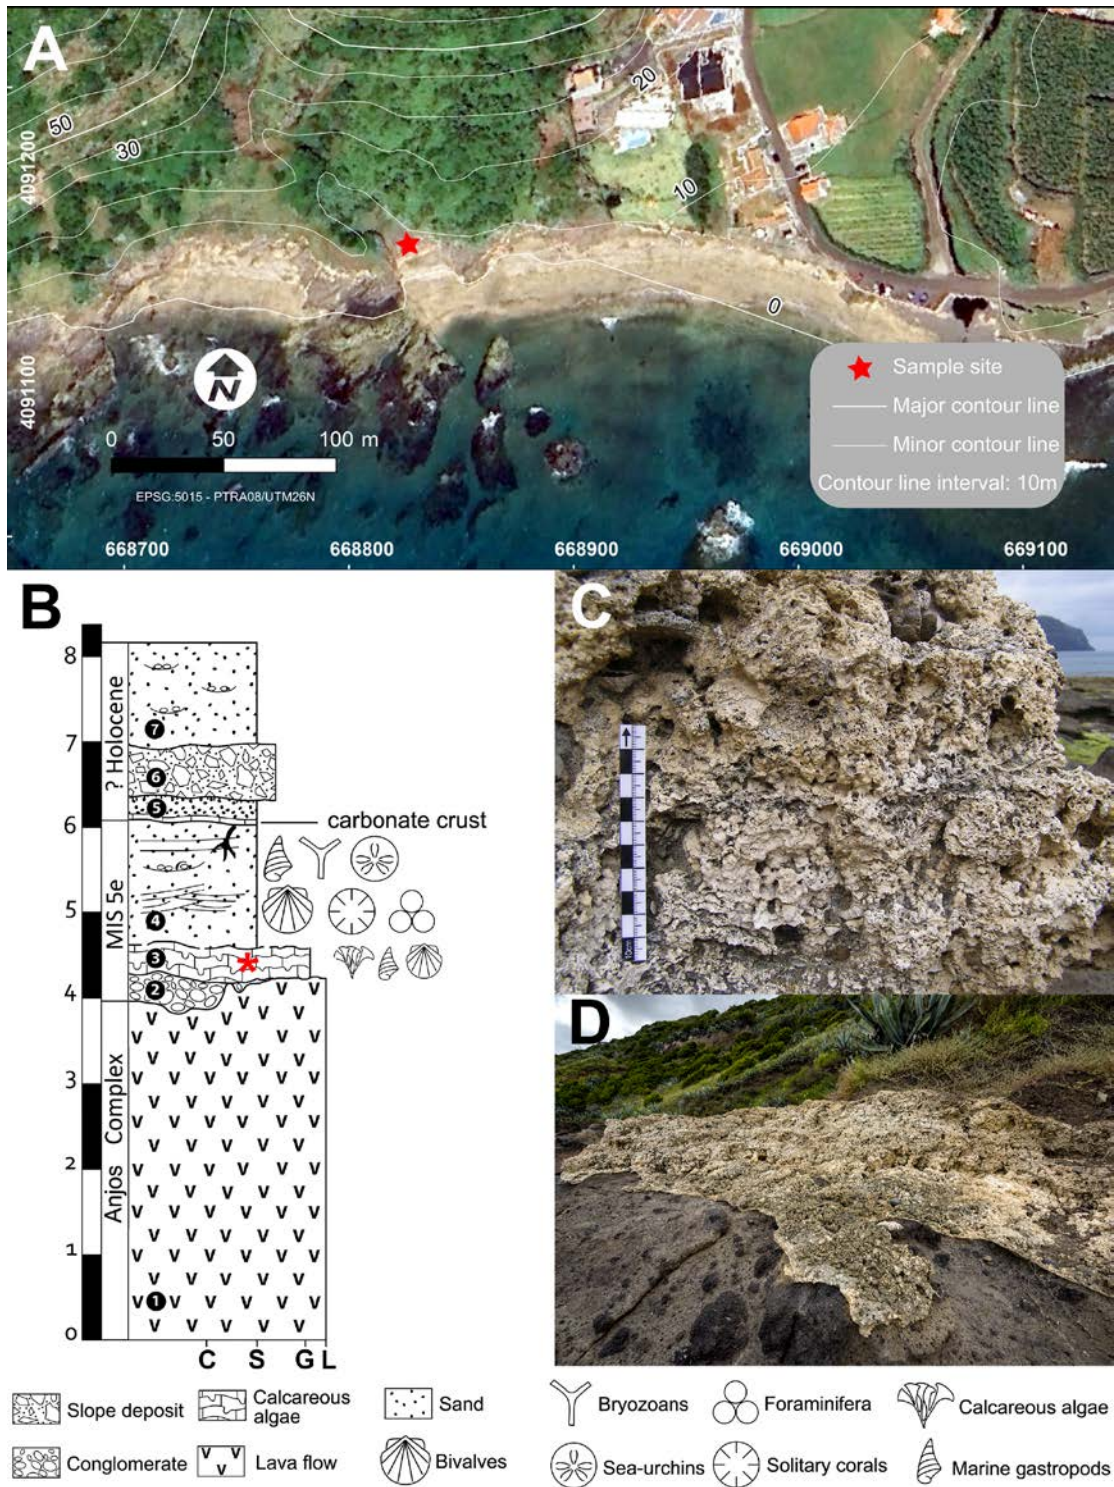 A
50
30
20
10
0
4091200
4091100
N
0 50 100 m
EPSG:5015 - PTRA08/UTM26N
Sample site
Major contour line
Minor contour line
Contour line interval: 10m
668700 668800 668900 669000 669100
B
8
7
6
5
4
3
2
1
0
? Holocene
MIS 5e
Anjos Complex
7
6
5
4
3
2
1
carbonate crust
C S G L
C
10cm
D
Slope deposit
Calcareous
algae
Sand
Bryozoans
Foraminifera
Calcareous algae
Conglomerate
Lava flow
Bivalves
Sea-urchins
Solitary corals
Marine gastropods